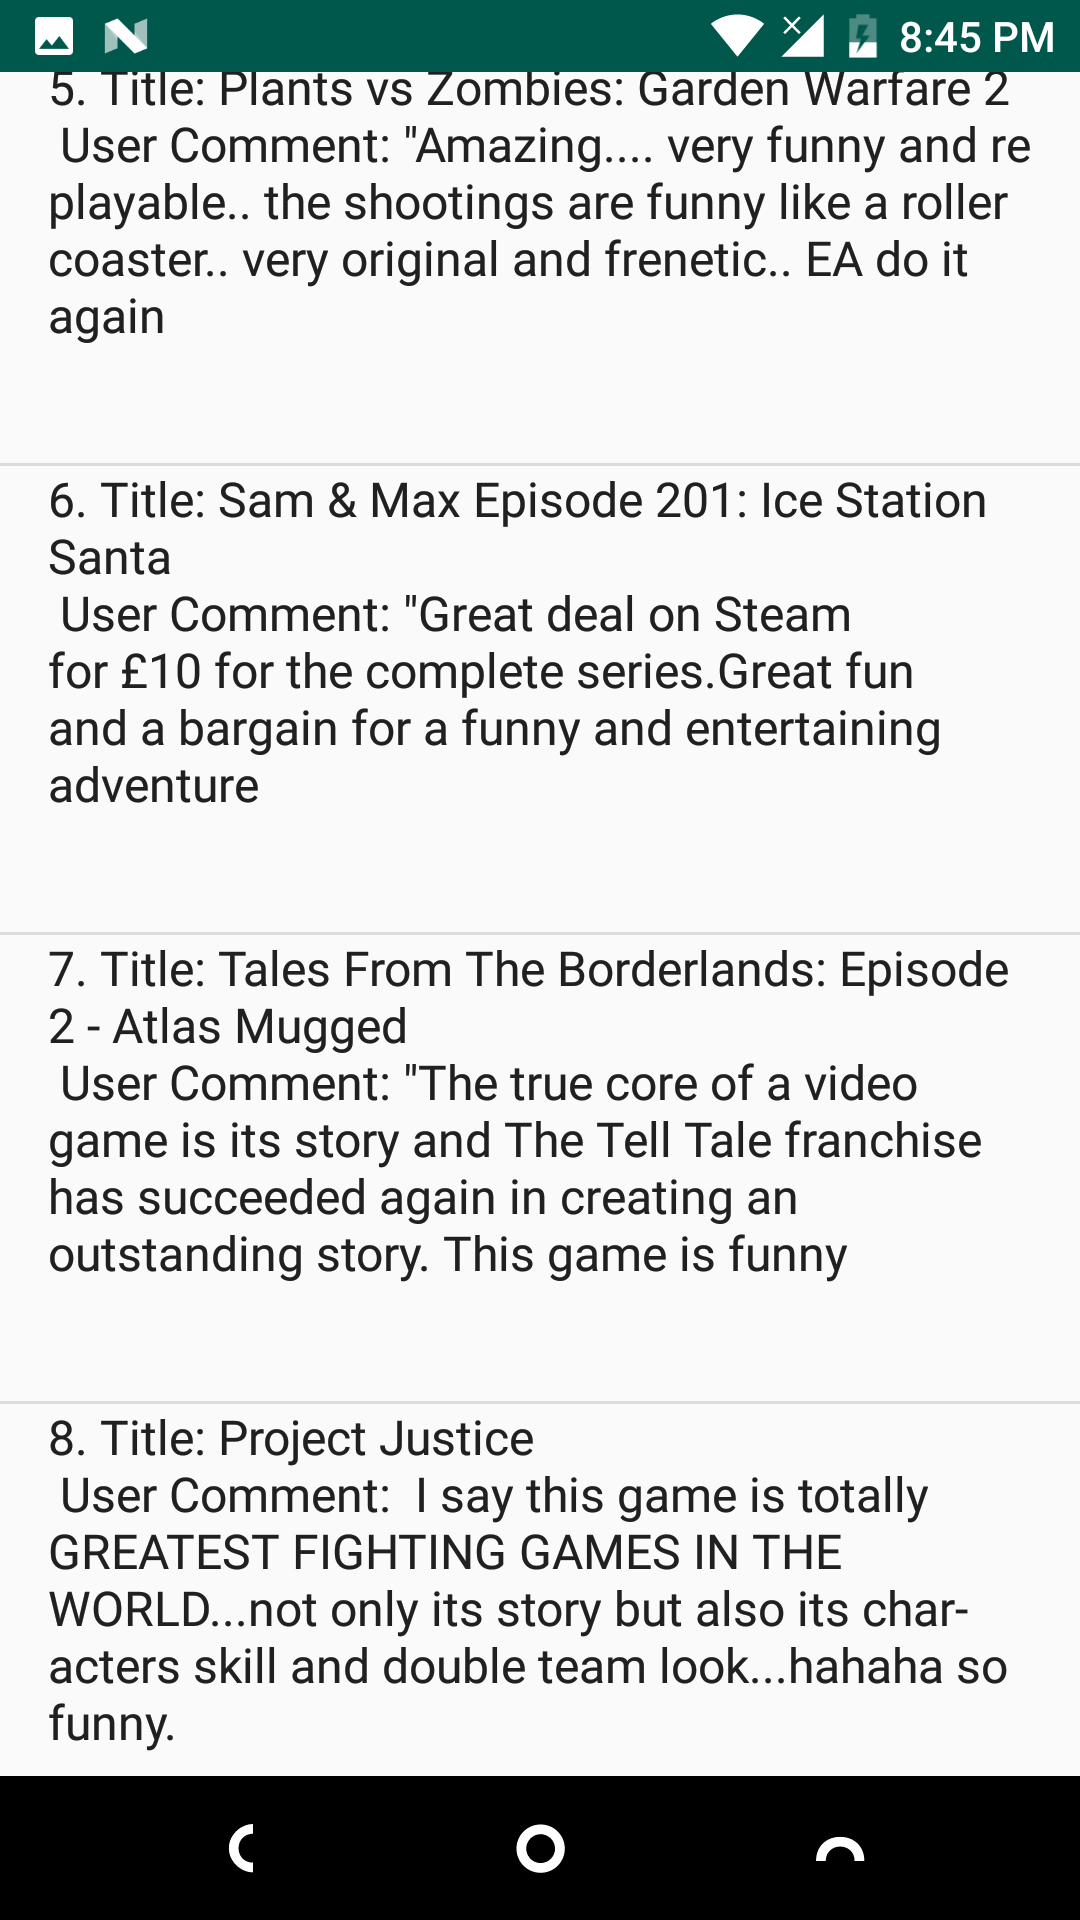 8:45 PM
5. Title: Plants vs Zombies: Garden Warfare 2
User Comment: "Amazing.... very funny and re
playable.. the shootings are funny like a roller
coaster.. very original and frenetic.. EA do it
again
6. Title: Sam & Max Episode 201: Ice Station
Santa
User Comment: "Great deal on Steam
for £10 for the complete series.Great fun
and a bargain for a funny and entertaining
adventure
7. Title: Tales From The Borderlands: Episode
2 - Atlas Mugged
User Comment: "The true core of a video
game is its story and The Tell Tale franchise
has succeeded again in creating an
outstanding story. This game is funny
8. Title: Project Justice
User Comment:  I say this game is totally
GREATEST FIGHTING GAMES IN THE
WORLD...not only its story but also its char-
acters skill and double team look...hahaha so
funny.